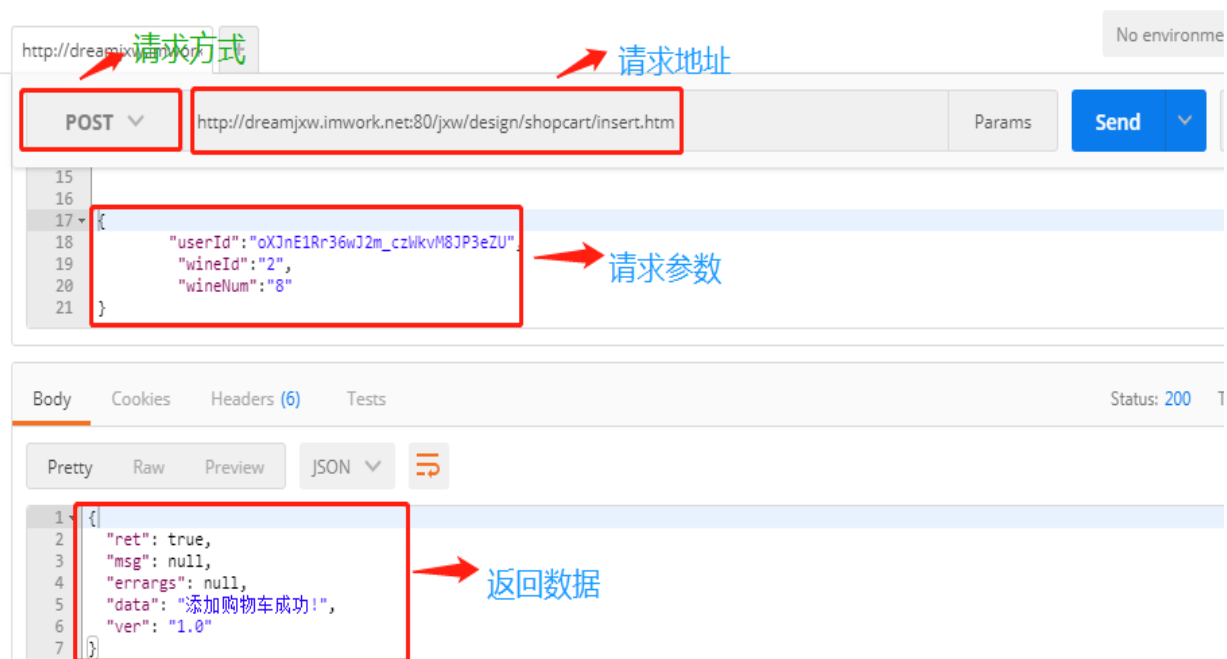 No environme
http://dreamjxw.imwork
请求方式
请求地址
POST
http://dreamjxw.imwork.net:80/jxw/design/shopcart/insert.htm
Params
Send
15
16
17 {
18 "userId":"oXJnE1Rr36wJ2m_czWkvM8JP3eZU",
19 "wineId":"2",
20 "wineNum":"8"
21 }
请求参数
Body Cookies Headers (6) Tests Status: 200 T
Pretty Raw Preview JSON
1 {
2 "ret": true,
3 "msg": null,
4 "errargs": null,
5 "data": "添加购物车成功!",
6 "ver": "1.0"
7 }
返回数据